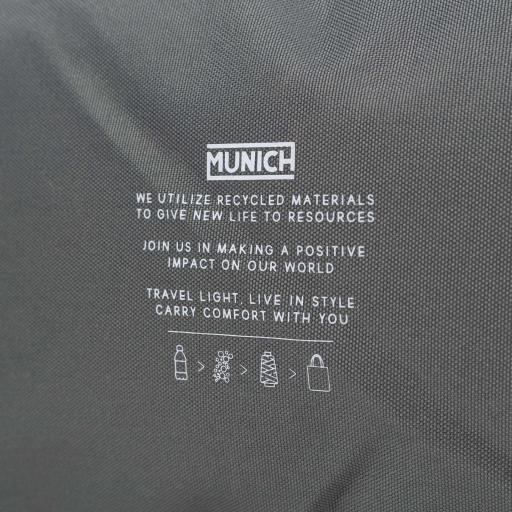 MUNICH
WE UTILIZE RECYCLED MATERIALS
TO GIVE NEW LIFE TO RESOURCES
JOIN US IN MAKING A POSITIVE
IMPACT ON OUR WORLD
TRAVEL LIGHT, LIVE IN STYLE
CARRY COMFORT WITH YOU